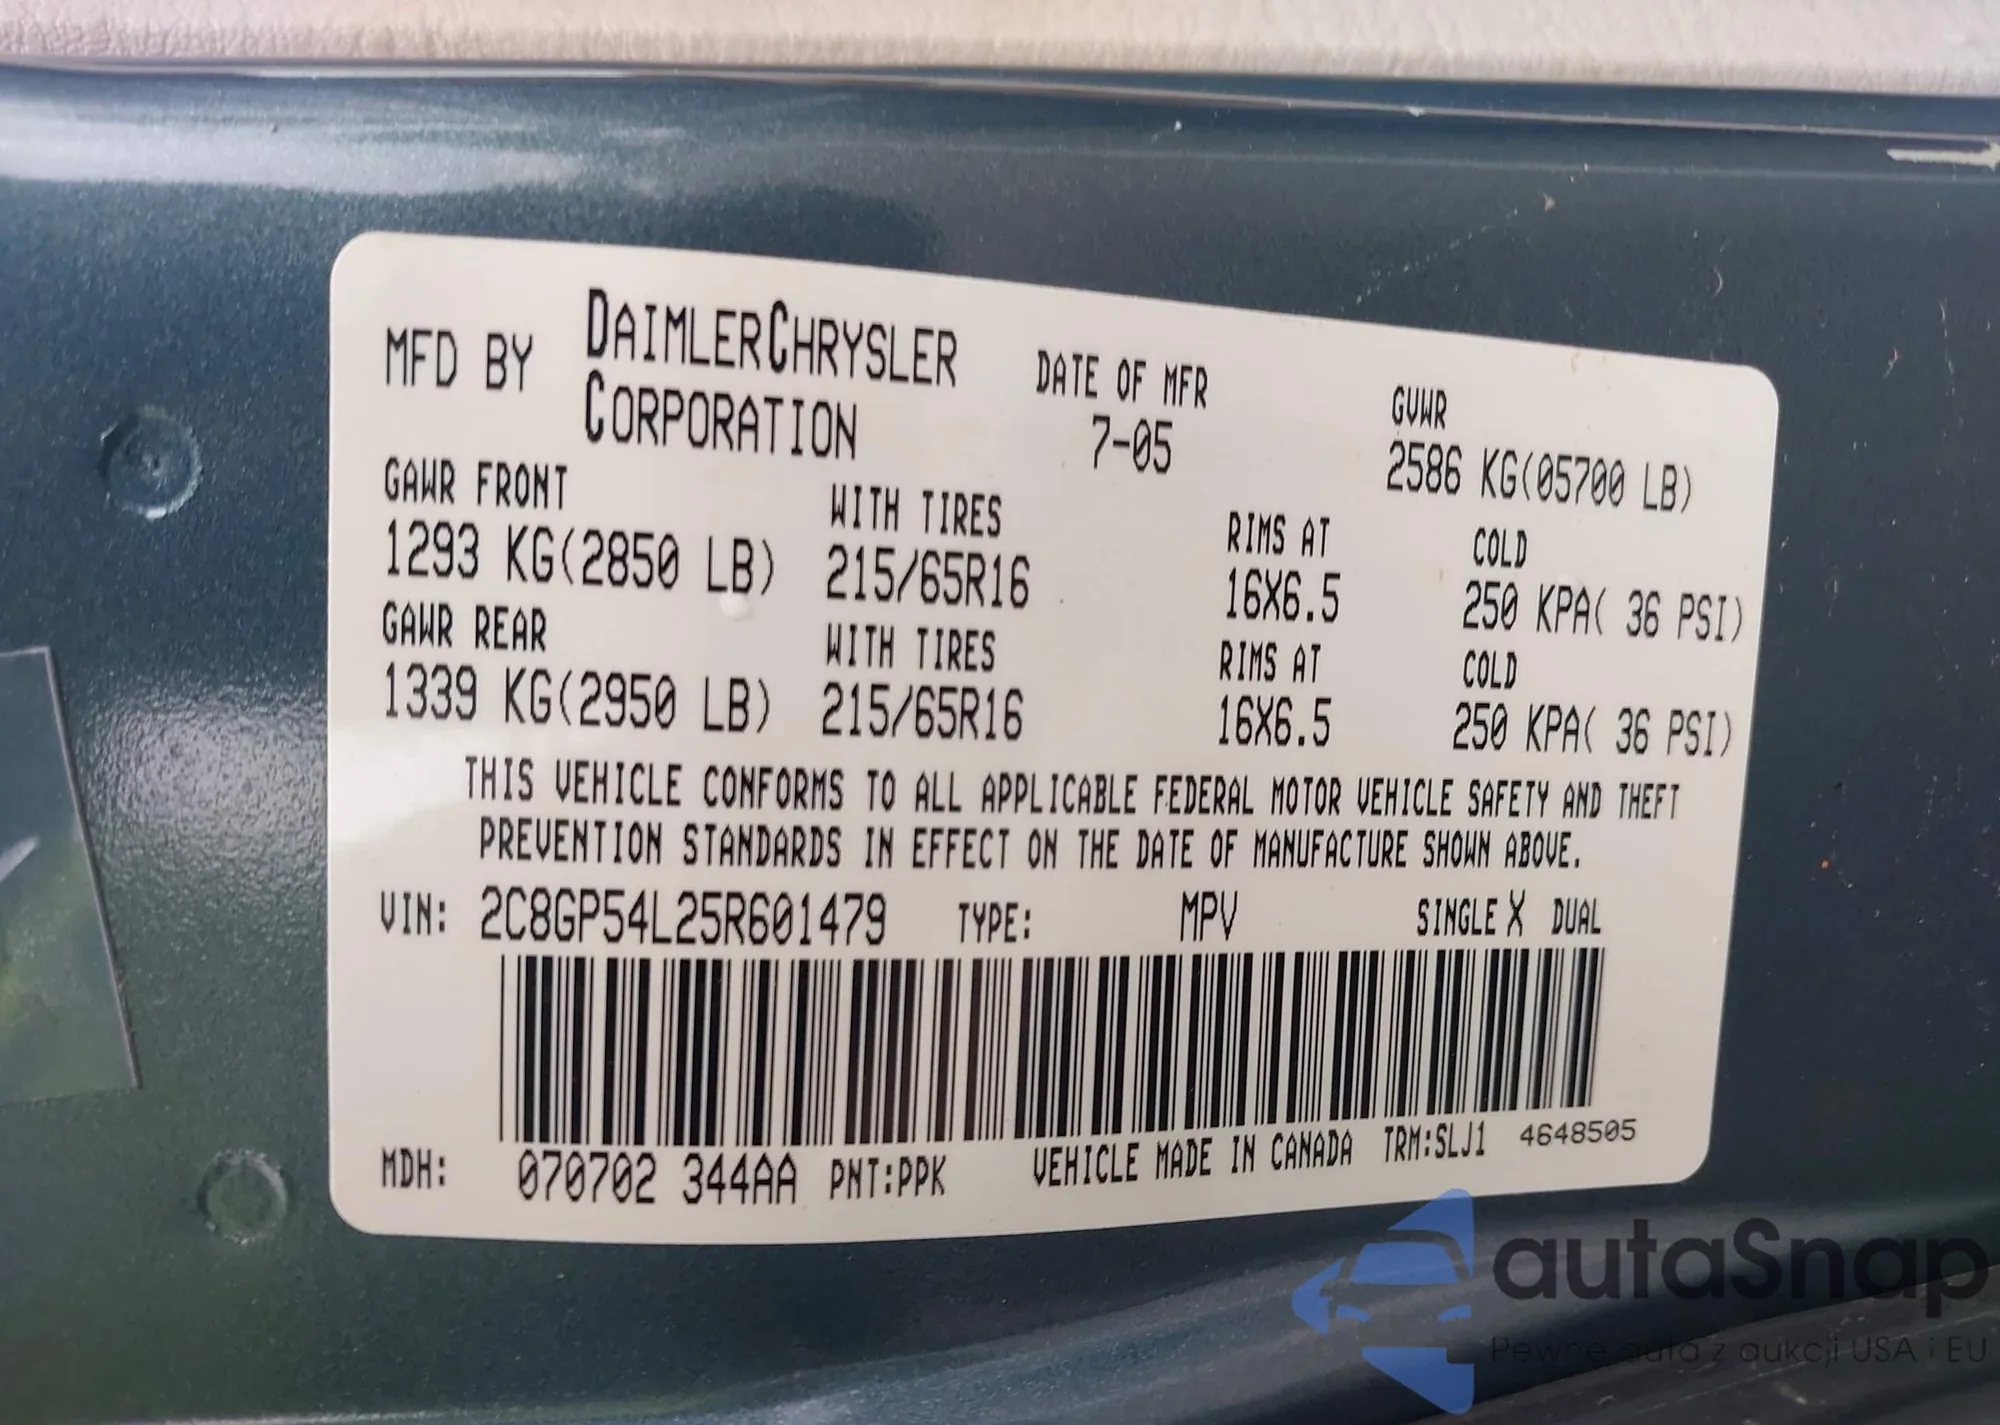 MFD BY DAIMLERCHRYSLER CORPORATION DATE OF MFR 7-05 GVWR 2586 KG(05700 LB)
GAWR FRONT WITH TIRES RIMS AT COLD
1293 KG(2850 LB) 215/65R16 16X6.5 250 KPA( 36 PSI)
GAWR REAR WITH TIRES RIMS AT COLD
1339 KG(2950 LB) 215/65R16 16X6.5 250 KPA( 36 PSI)
THIS VEHICLE CONFORMS TO ALL APPLICABLE FEDERAL MOTOR VEHICLE SAFETY AND THEFT
PREVENTION STANDARDS IN EFFECT ON THE DATE OF MANUFACTURE SHOWN ABOVE.
VIN: 2C8GP54L25R601479 TYPE: MPV SINGLE X DUAL
MDH: 070702 344AA PNT:PPK VEHICLE MADE IN CANADA TRM:SLJ1 4648505
autaSnap
Pewne auta z aukcji USA i EU